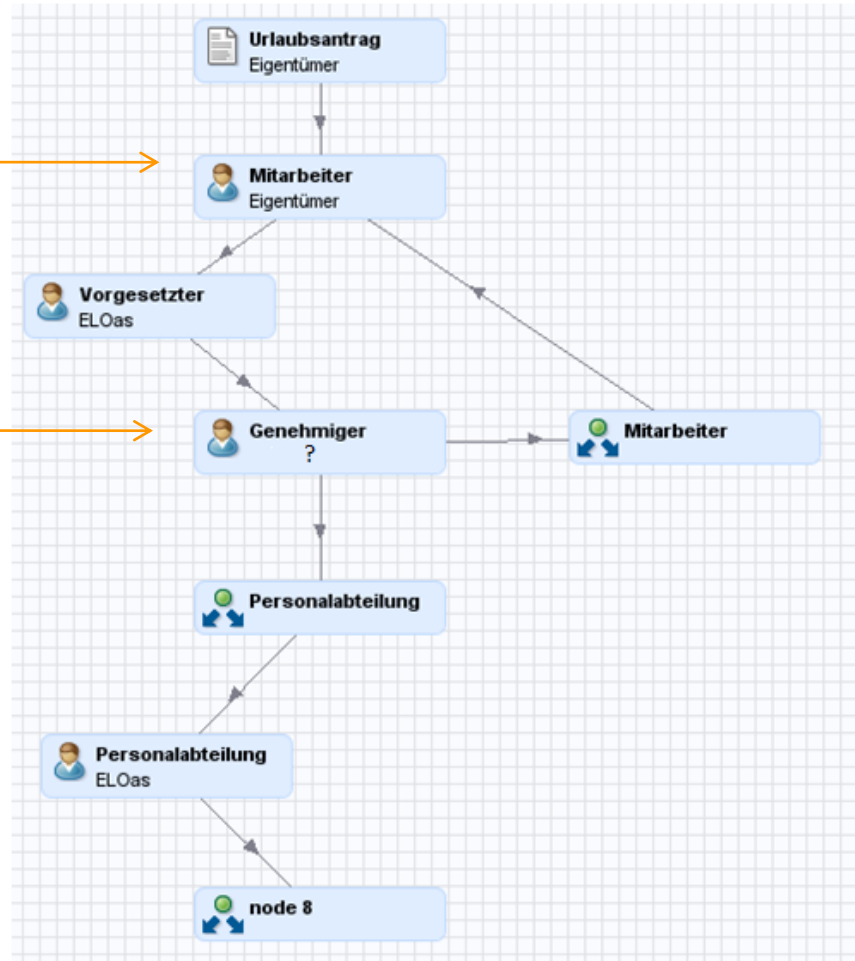 Urlaubsantrag
Eigentümer
Mitarbeiter
Eigentümer
Vorgesetzter
ELOas
Genehmiger
?
Mitarbeiter
Personalabteilung
Personalabteilung
ELOas
node 8